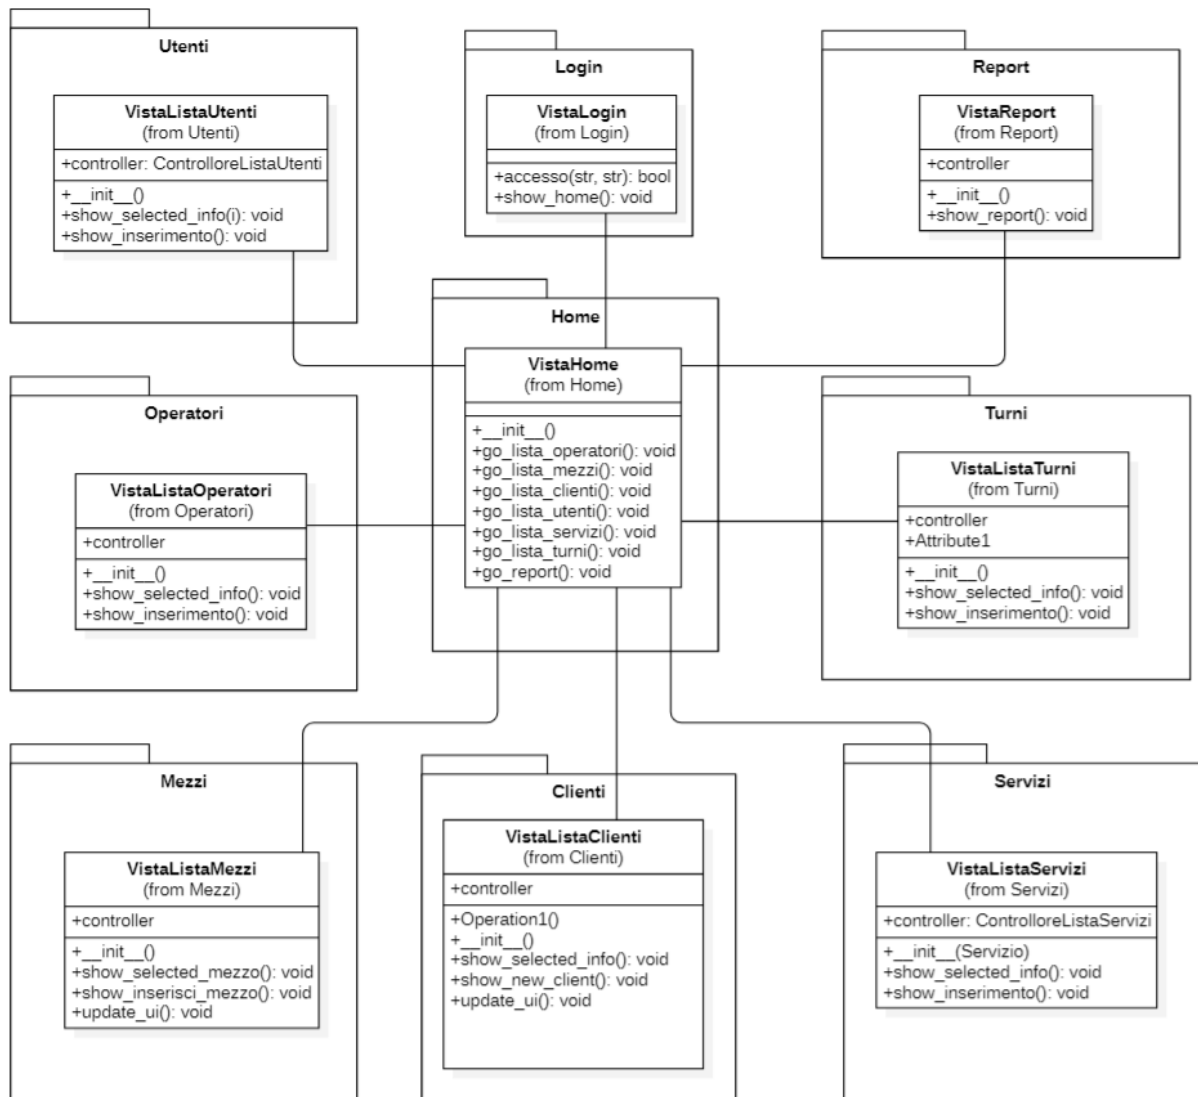 Utenti
VistaListaUtenti
(from Utenti)
+controller: ControlloreListaUtenti
+__init__()
+show_selected_info(i): void
+show_inserimento(): void
Login
VistaLogin
(from Login)
+accesso(str, str): bool
+show_home(): void
Report
VistaReport
(from Report)
+controller
+__init__()
+show_report(): void
Home
VistaHome
(from Home)
+__init__()
+go_lista_operatori(): void
+go_lista_mezzi(): void
+go_lista_clienti(): void
+go_lista_utenti(): void
+go_lista_servizi(): void
+go_lista_turni(): void
+go_report(): void
Operatori
VistaListaOperatori
(from Operatori)
+controller
+__init__()
+show_selected_info(): void
+show_inserimento(): void
Turni
VistaListaTurni
(from Turni)
+controller
+Attribute1
+__init__()
+show_selected_info(): void
+show_inserimento(): void
Mezzi
VistaListaMezzi
(from Mezzi)
+controller
+__init__()
+show_selected_mezzo(): void
+show_inserisci_mezzo(): void
+update_ui(): void
Clienti
VistaListaClienti
(from Clienti)
+controller
+Operation1()
+__init__()
+show_selected_info(): void
+show_new_client(): void
+update_ui(): void
Servizi
VistaListaServizi
(from Servizi)
+controller: ControlloreListaServizi
+__init__(Servizio)
+show_selected_info(): void
+show_inserimento(): void